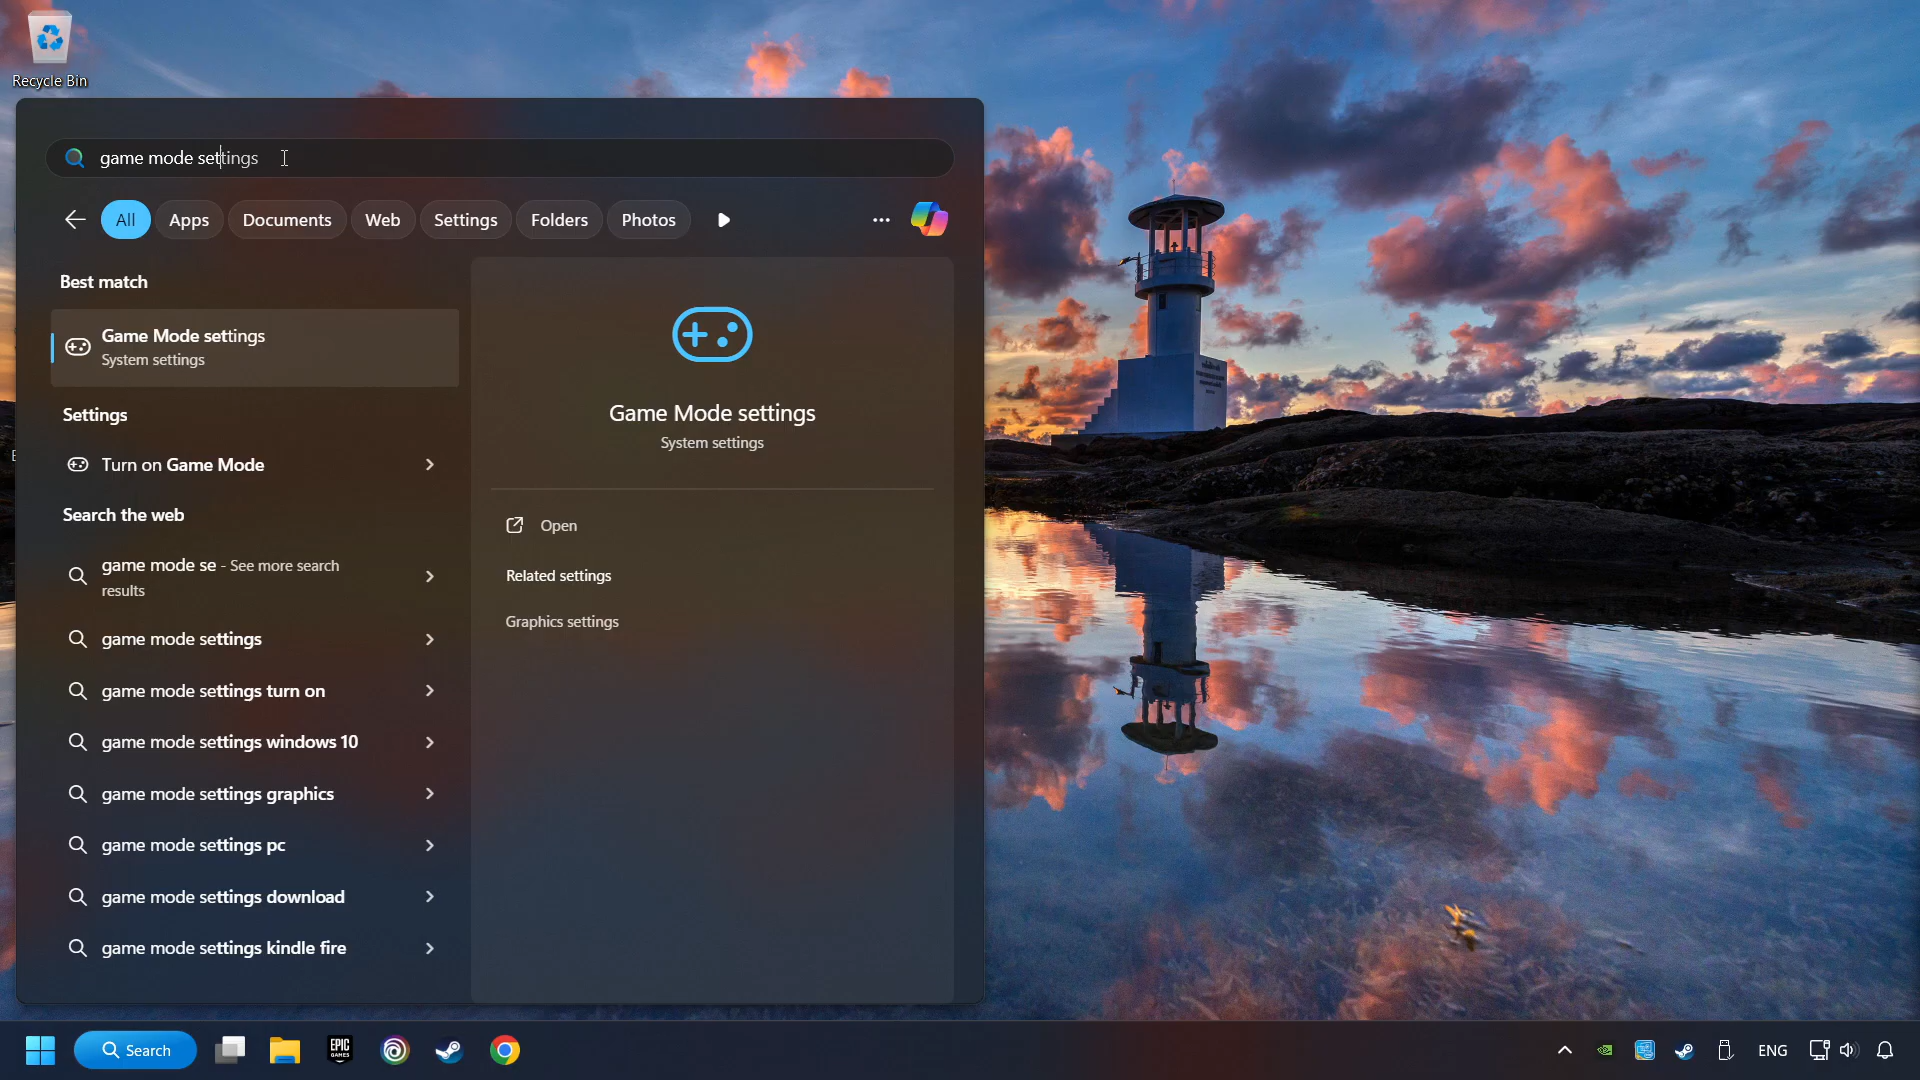 Recycle Bin
game mode settings
All
Apps
Documents
Web
Settings
Folders
Photos
Best match
Game Mode settings
System settings
Settings
Turn on Game Mode
Search the web
game mode se - See more search
results
game mode settings
game mode settings turn on
game mode settings windows 10
game mode settings graphics
game mode settings pc
game mode settings download
game mode settings kindle fire
Game Mode settings
System settings
Open
Related settings
Graphics settings
Search
EPIC
GAMES
ENG